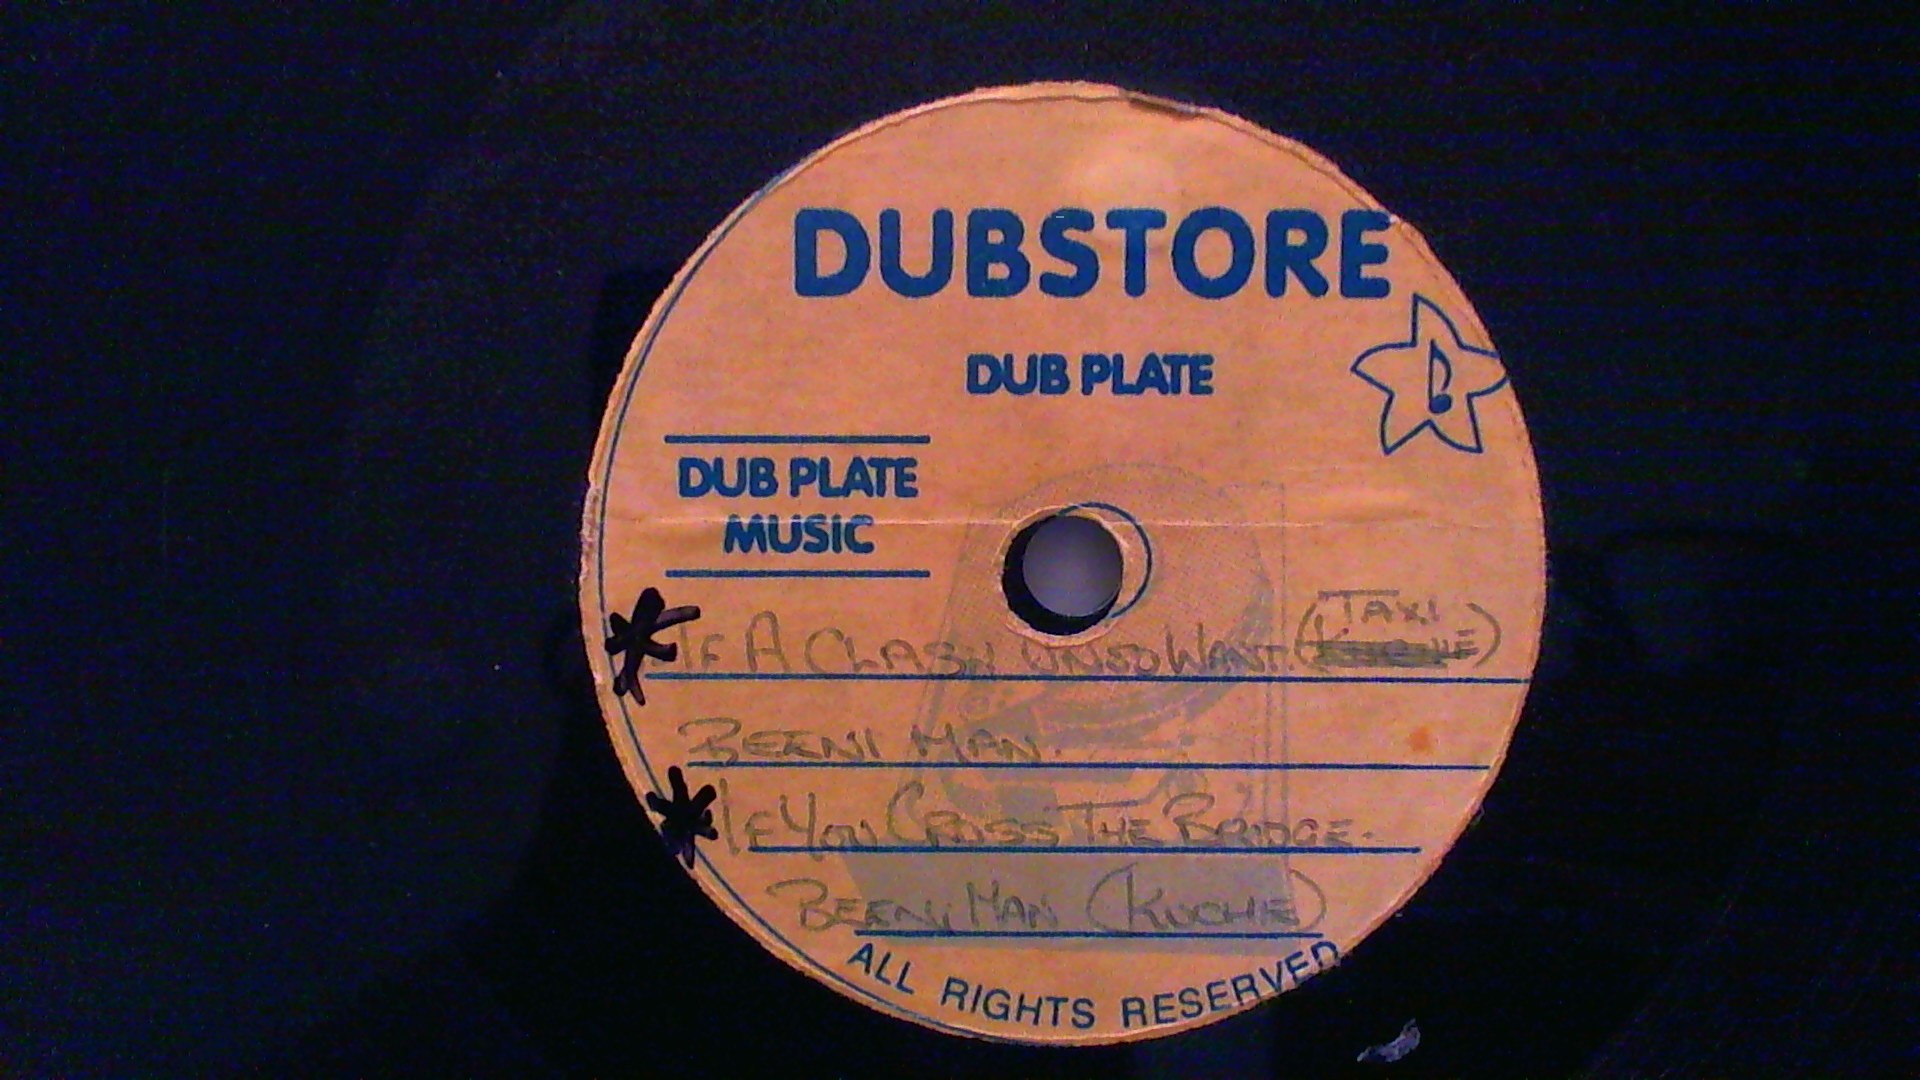 DUBSTORE
DUB PLATE
DUB PLATE
MUSIC
IF A CLASH UNNO WANT. (TAXI)
BEENI MAN.
IF YOU CROSS THE BRIDGE.
BEENI MAN (KUCHIE)
ALL RIGHTS RESERVED